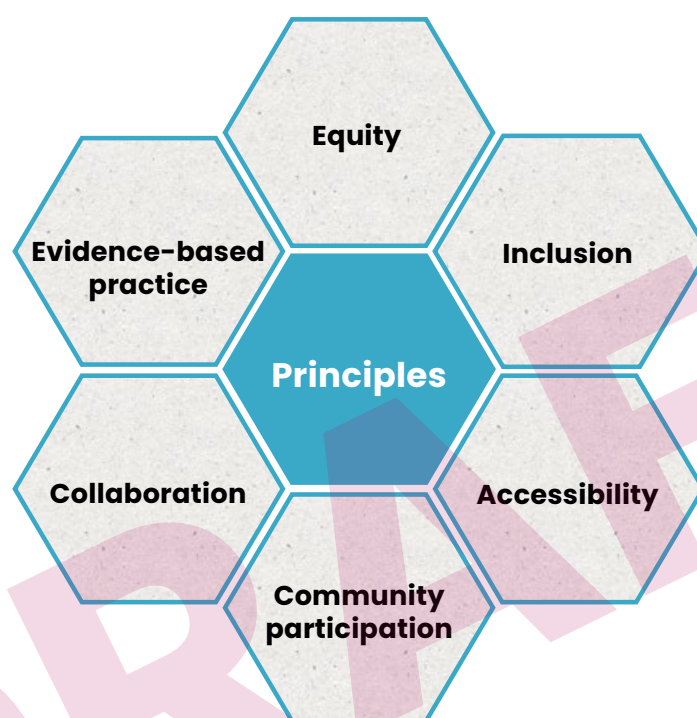 Equity
Evidence-based
practice
Inclusion
Principles
Collaboration
Accessibility
Community
participation